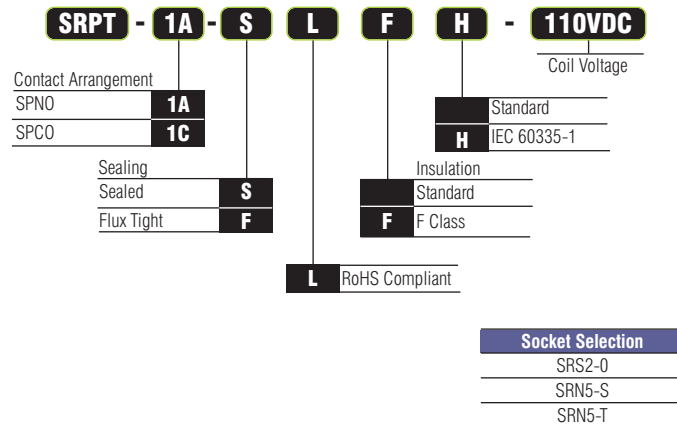 SRPT - 1A - S L F H - 110VDC
Coil Voltage
Contact Arrangement
SPNO 1A
SPCO 1C
Standard
H IEC 60335-1
Sealing
Sealed S
Flux Tight F
Insulation
Standard
F F Class
L RoHS Compliant
Socket Selection
SRS2-0
SRN5-S
SRN5-T